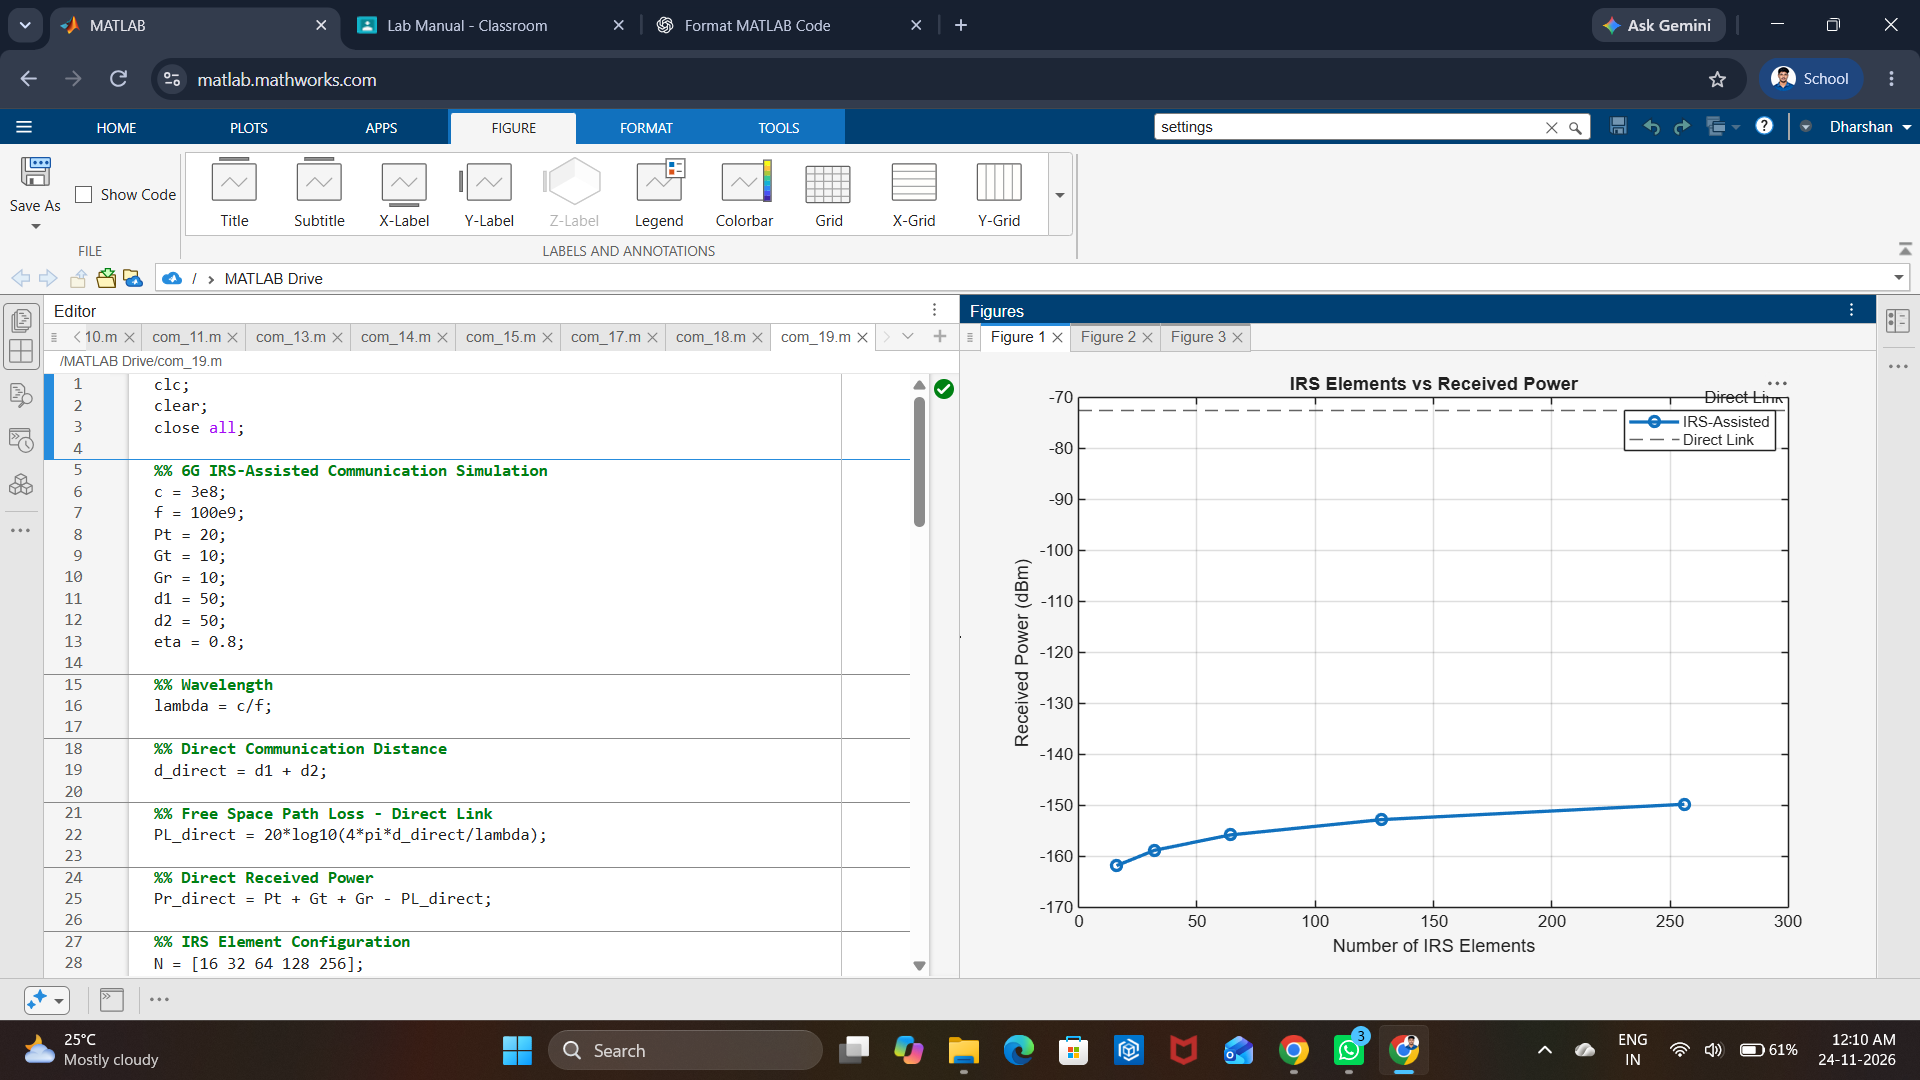 MATLAB
Lab Manual - Classroom
Format MATLAB Code
Ask Gemini
matlab.mathworks.com
School
HOME
PLOTS
APPS
FIGURE
FORMAT
TOOLS
settings
Dharshan
Save As
Show Code
FILE
Title
Subtitle
X-Label
Y-Label
Z-Label
Legend
Colorbar
Grid
X-Grid
Y-Grid
LABELS AND ANNOTATIONS
/ > MATLAB Drive
Editor
10.m
com_11.m
com_13.m
com_14.m
com_15.m
com_17.m
com_18.m
com_19.m
/MATLAB Drive/com_19.m
1 clc;
2 clear;
3 close all;
4
5 %% 6G IRS-Assisted Communication Simulation
6 c = 3e8;
7 f = 100e9;
8 Pt = 20;
9 Gt = 10;
10 Gr = 10;
11 d1 = 50;
12 d2 = 50;
13 eta = 0.8;
14
15 %% Wavelength
16 lambda = c/f;
17
18 %% Direct Communication Distance
19 d_direct = d1 + d2;
20
21 %% Free Space Path Loss - Direct Link
22 PL_direct = 20*log10(4*pi*d_direct/lambda);
23
24 %% Direct Received Power
25 Pr_direct = Pt + Gt + Gr - PL_direct;
26
27 %% IRS Element Configuration
28 N = [16 32 64 128 256];
Figures
Figure 1
Figure 2
Figure 3
IRS Elements vs Received Power
Direct Link
IRS-Assisted
Direct Link
-70
-80
-90
-100
-110
-120
-130
-140
-150
-160
-170
Received Power (dBm)
0 50 100 150 200 250 300
Number of IRS Elements
25°C
Mostly cloudy
Search
3
ENG
IN
61%
12:10 AM
24-11-2026